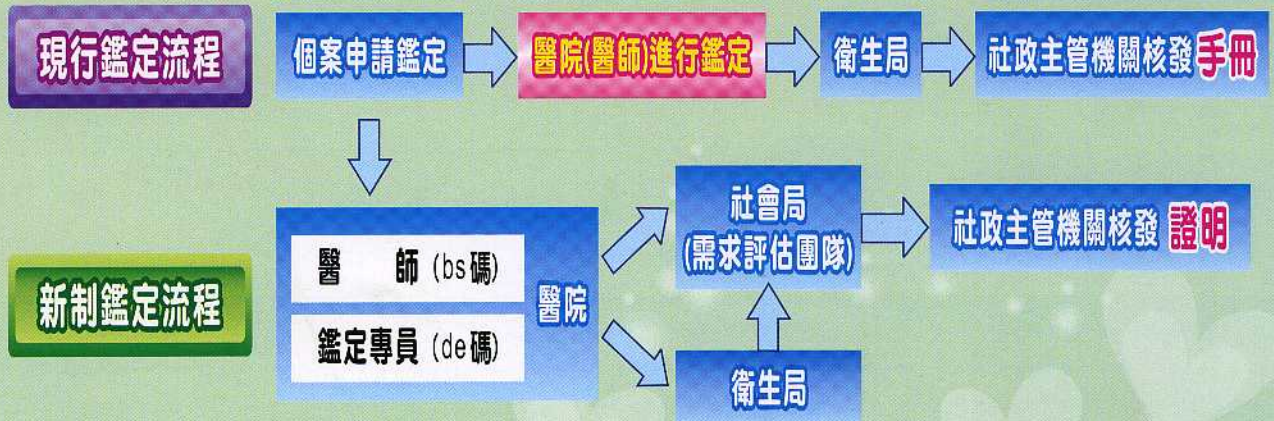 現行鑑定流程
個案申請鑑定
醫院(醫師)進行鑑定
衛生局
社政主管機關核發手冊
新制鑑定流程
醫 師 (bs碼)
鑑定專員 (de碼)
醫院
社會局
(需求評估團隊)
衛生局
社政主管機關核發 證明